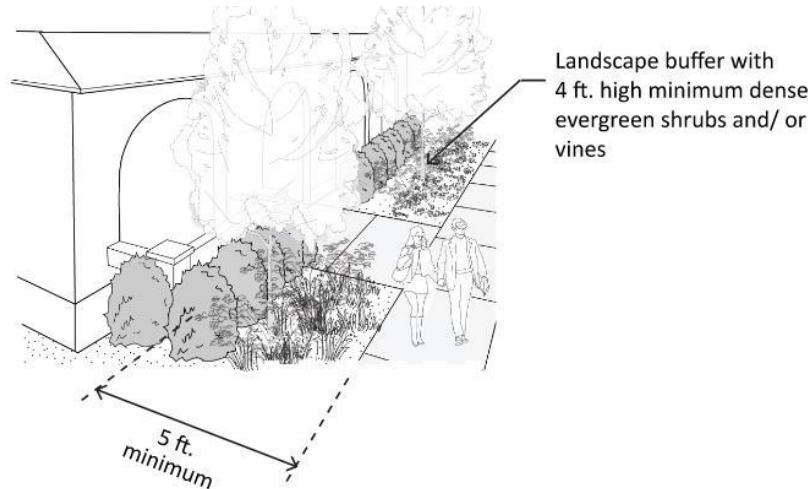 Landscape buffer with
4 ft. high minimum dense
evergreen shrubs and/ or
vines
5 ft.
minimum